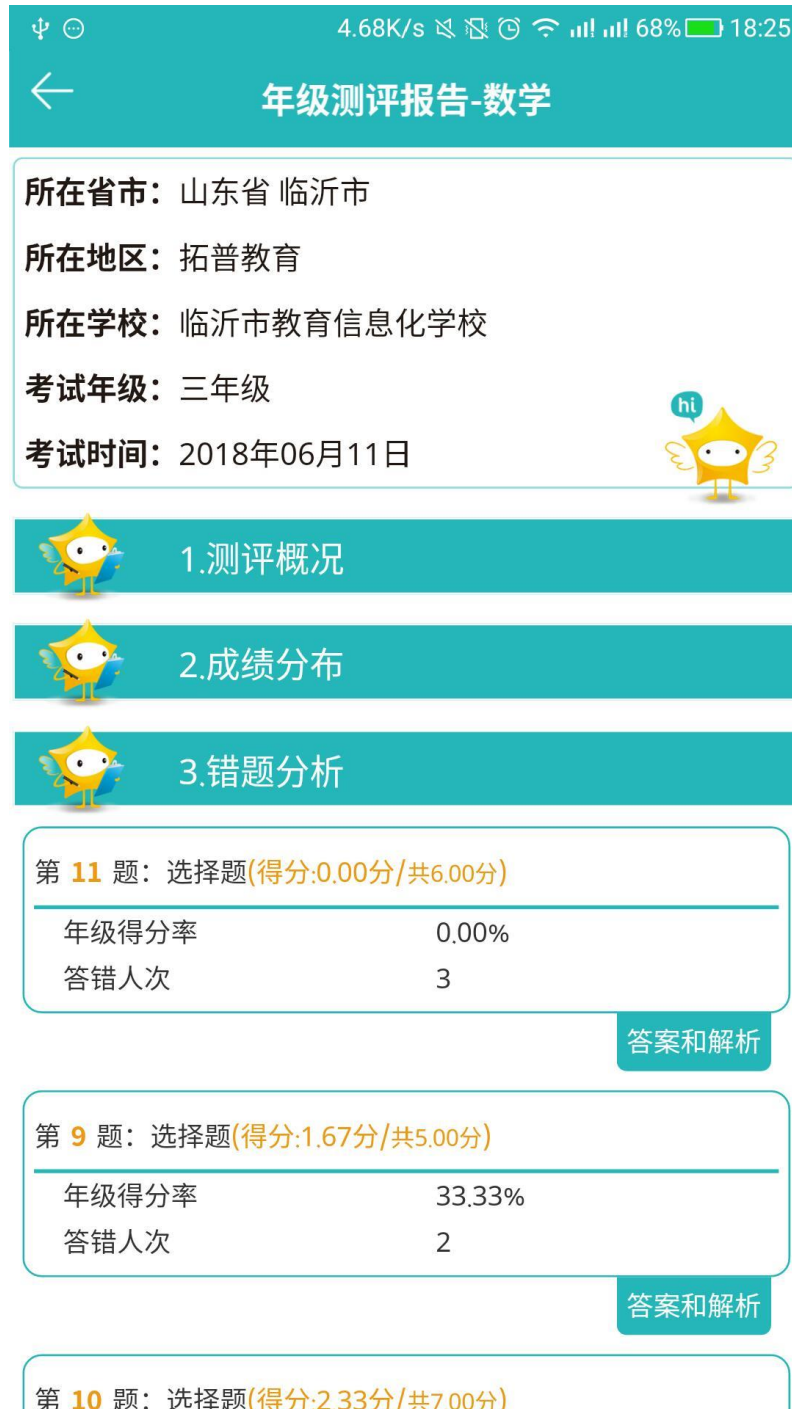 4.68K/s 68% 18:25
年级测评报告-数学
所在省市：山东省 临沂市
所在地区：拓普教育
所在学校：临沂市教育信息化学校
考试年级：三年级
hi
考试时间：2018年06月11日
1.测评概况
2.成绩分布
3.错题分析
第 11 题：选择题(得分:0.00分/共6.00分)
年级得分率 0.00%
答错人次 3
答案和解析
第 9 题：选择题(得分:1.67分/共5.00分)
年级得分率 33.33%
答错人次 2
答案和解析
第 10 题：选择题(得分:2.33分/共7.00分)